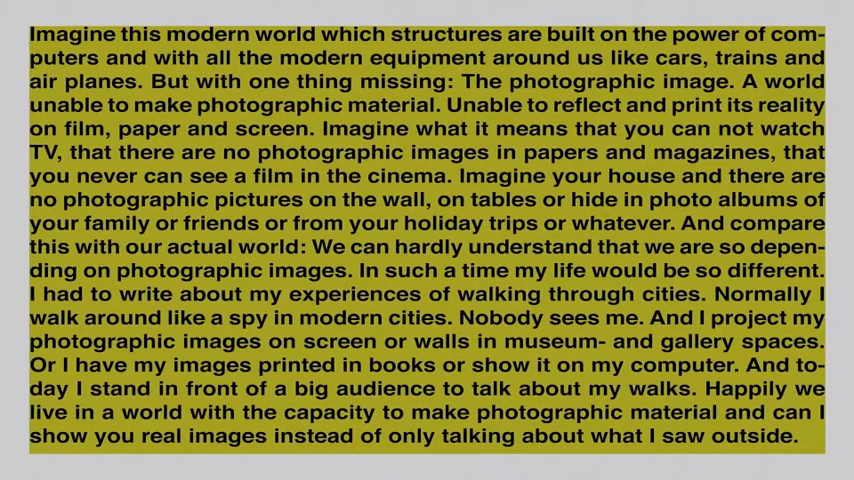 Imagine this modern world which structures are built on the power of com-
puters and with all the modern equipment around us like cars, trains and
air planes. But with one thing missing: The photographic image. A world
unable to make photographic material. Unable to reflect and print its reality
on film, paper and screen. Imagine what it means that you can not watch
TV, that there are no photographic images in papers and magazines, that
you never can see a film in the cinema. Imagine your house and there are
no photographic pictures on the wall, on tables or hide in photo albums of
your family or friends or from your holiday trips or whatever. And compare
this with our actual world: We can hardly understand that we are so depen-
ding on photographic images. In such a time my life would be so different.
I had to write about my experiences of walking through cities. Normally I
walk around like a spy in modern cities. Nobody sees me. And I project my
photographic images on screen or walls in museum- and gallery spaces.
Or I have my images printed in books or show it on my computer. And to-
day I stand in front of a big audience to talk about my walks. Happily we
live in a world with the capacity to make photographic material and can I
show you real images instead of only talking about what I saw outside.